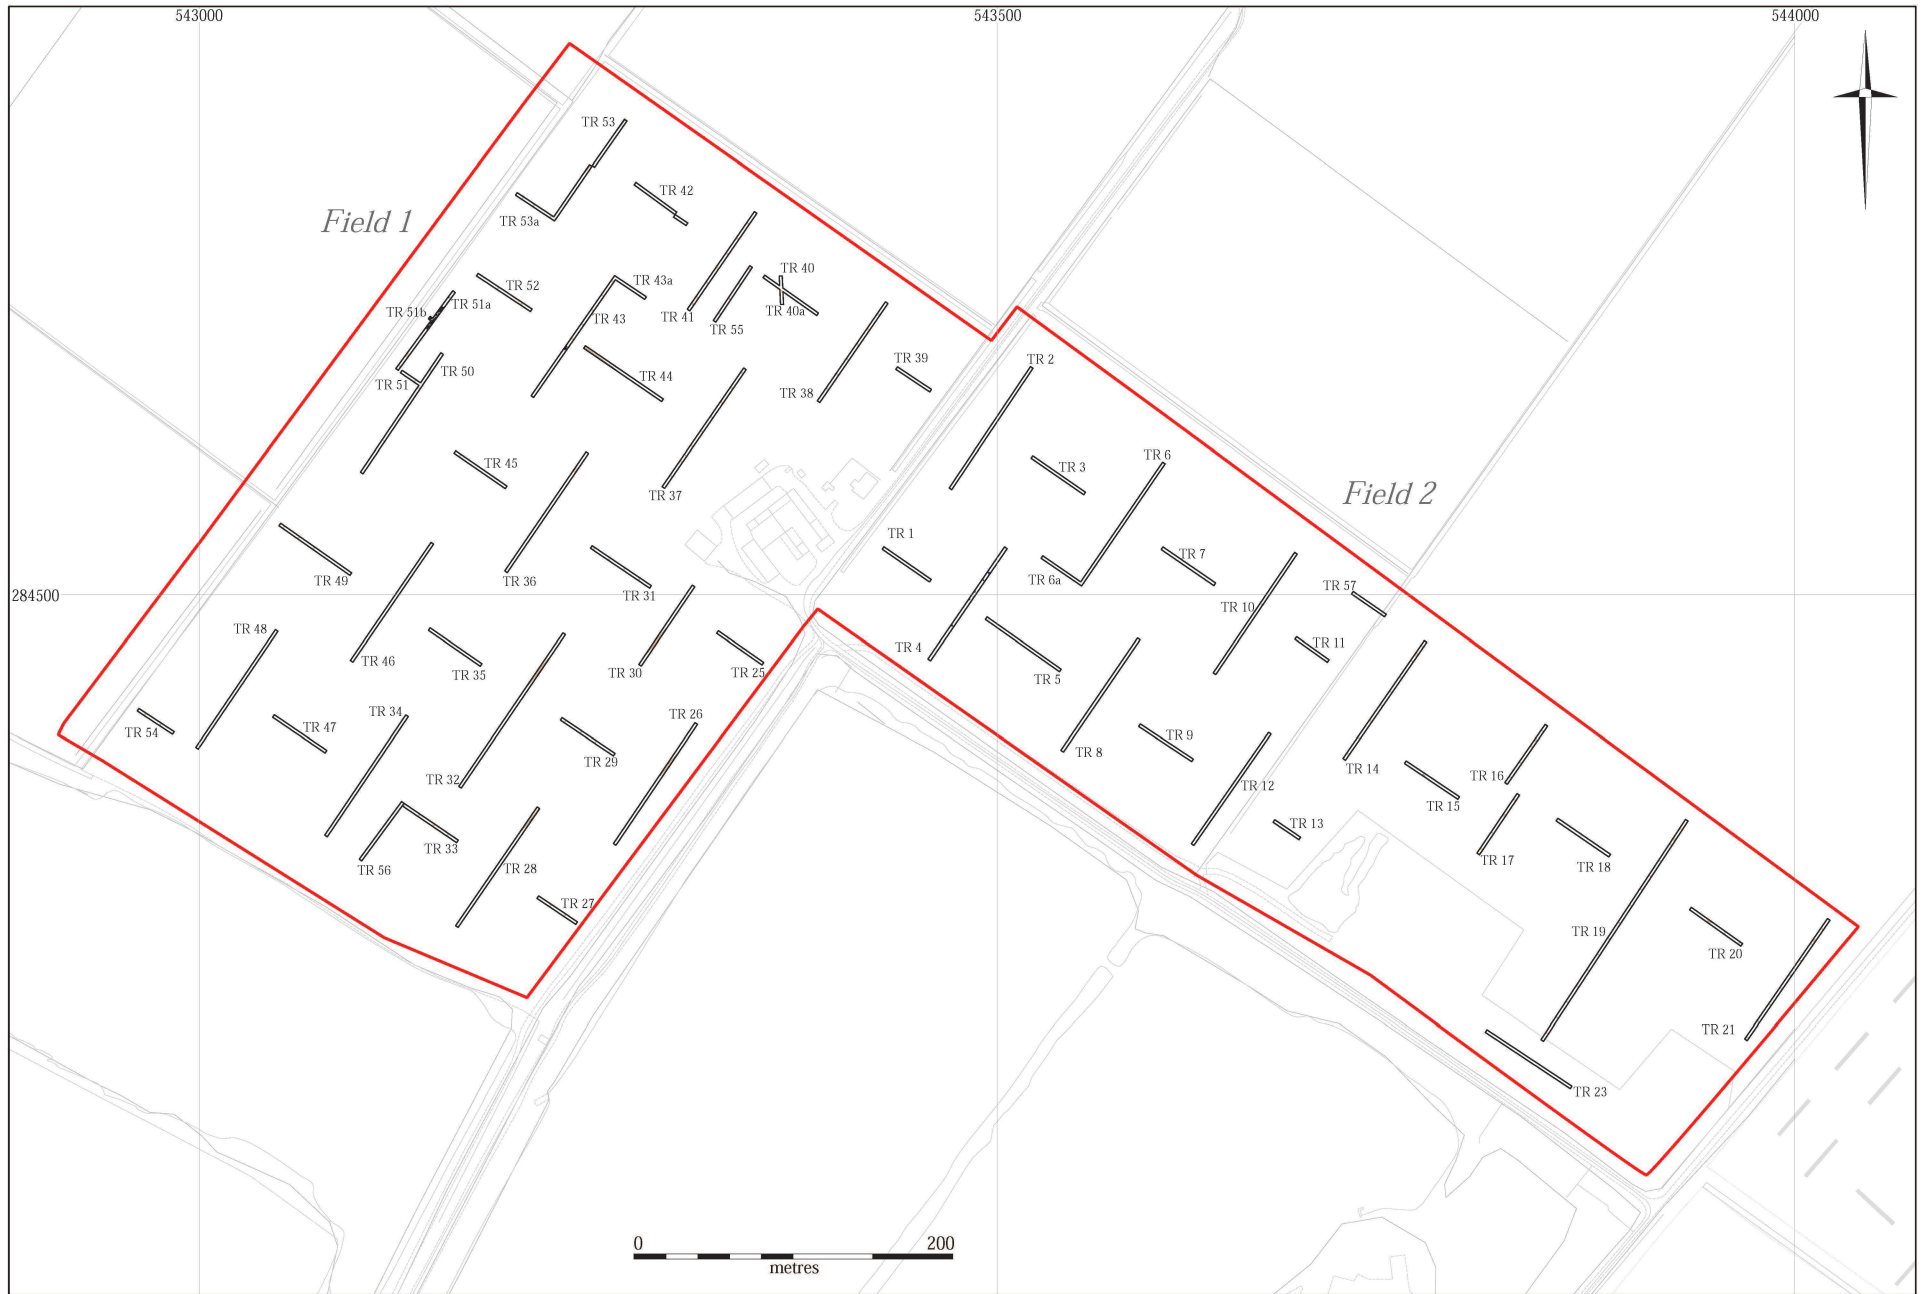 543000
543500
544000
TR 53
TR 42
Field 1
TR 53a
TR 40
TR 43a
TR 52
TR 51a
TR 51b
TR 40a
TR 41
TR 43
TR 55
TR 39
TR 2
TR 50
TR 51
TR 44
TR 38
TR 6
TR 45
TR 3
Field 2
TR 37
TR 1
TR 7
TR 49
TR 36
TR 6a
TR 57
284500
TR 31
TR 10
TR 48
TR 11
TR 4
TR 46
TR 35
TR 30
TR 25
TR 5
TR 34
TR 26
TR 54
TR 47
TR 9
TR 8
TR 29
TR 14
TR 16
TR 32
TR 12
TR 15
TR 13
TR 33
TR 56
TR 28
TR 17
TR 18
TR 27
TR 19
TR 20
TR 21
TR 23
0 200
metres